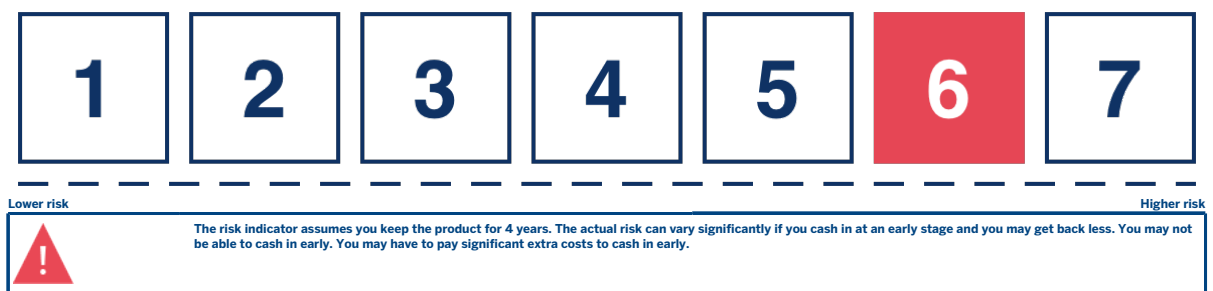 1 2 3 4 5 6 7
Lower risk Higher risk
!
The risk indicator assumes you keep the product for 4 years. The actual risk can vary significantly if you cash in at an early stage and you may get back less. You may not
be able to cash in early. You may have to pay significant extra costs to cash in early.